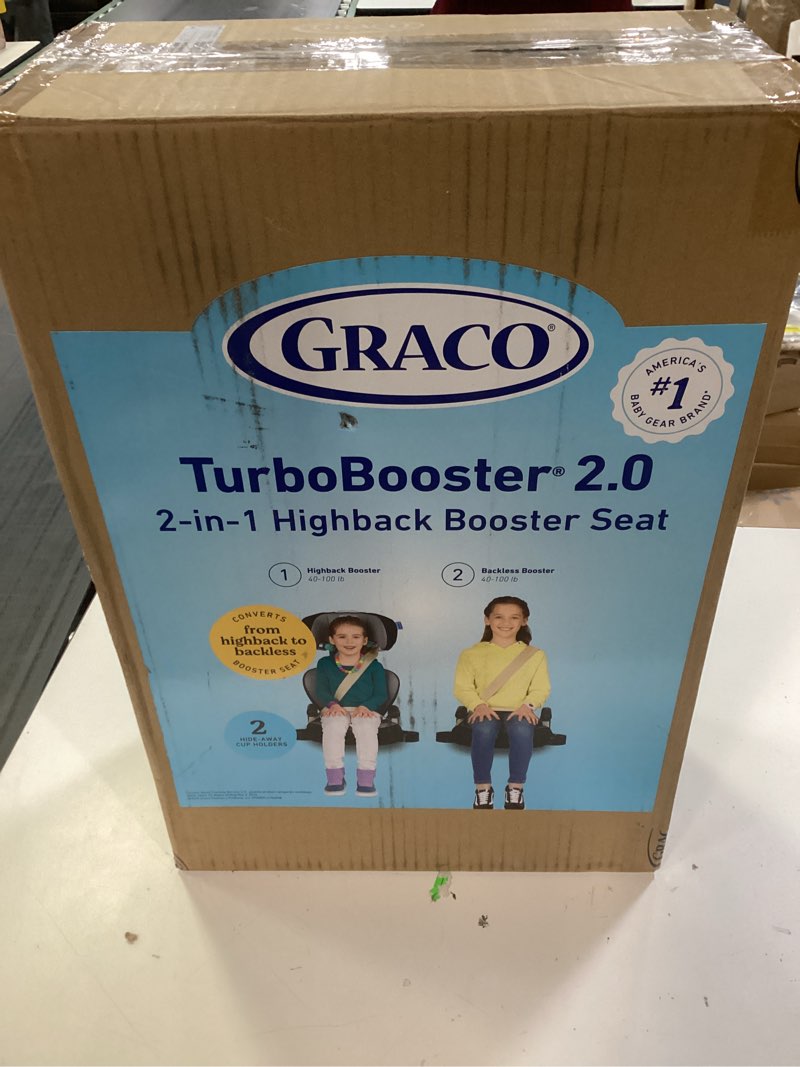 GRACO®
AMERICA'S
#1
BABY GEAR BRAND*
TurboBooster® 2.0
2-in-1 Highback Booster Seat
1 Highback Booster
40-100 lb
2 Backless Booster
40-100 lb
CONVERTS
from
highback to
backless
BOOSTER SEAT
2
HIDE-AWAY
CUP HOLDERS
GRAC